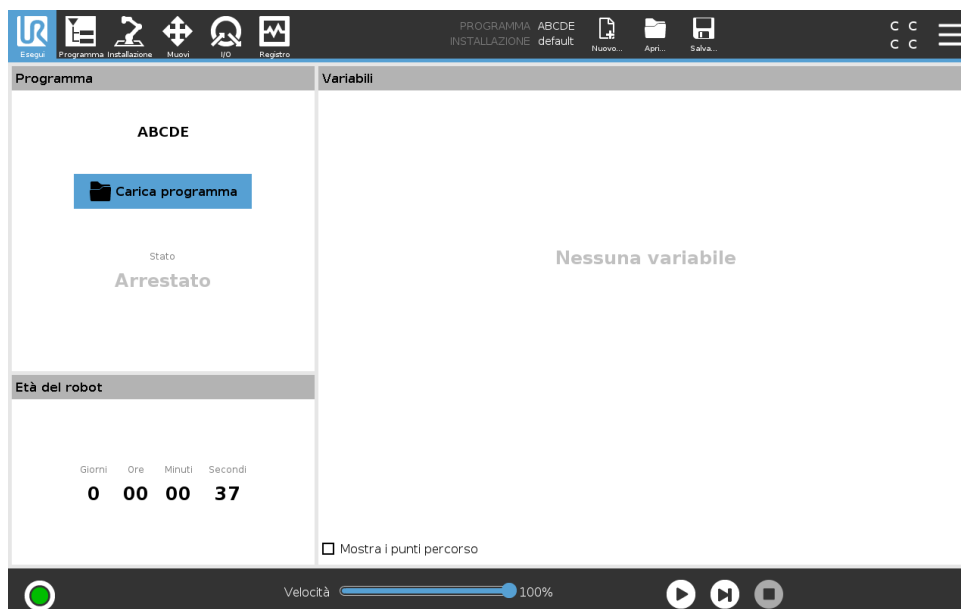 PROGRAMMA ABCDE
INSTALLAZIONE default
Esegui Programma Installazione Muovi I/O Registro Nuovo... Apri... Salva...
C C
C C
Programma
Variabili
ABCDE
Carica programma
Stato
Arrestato
Nessuna variabile
Età del robot
Giorni Ore Minuti Secondi
0 00 00 37
Mostra i punti percorso
Velocità 100%